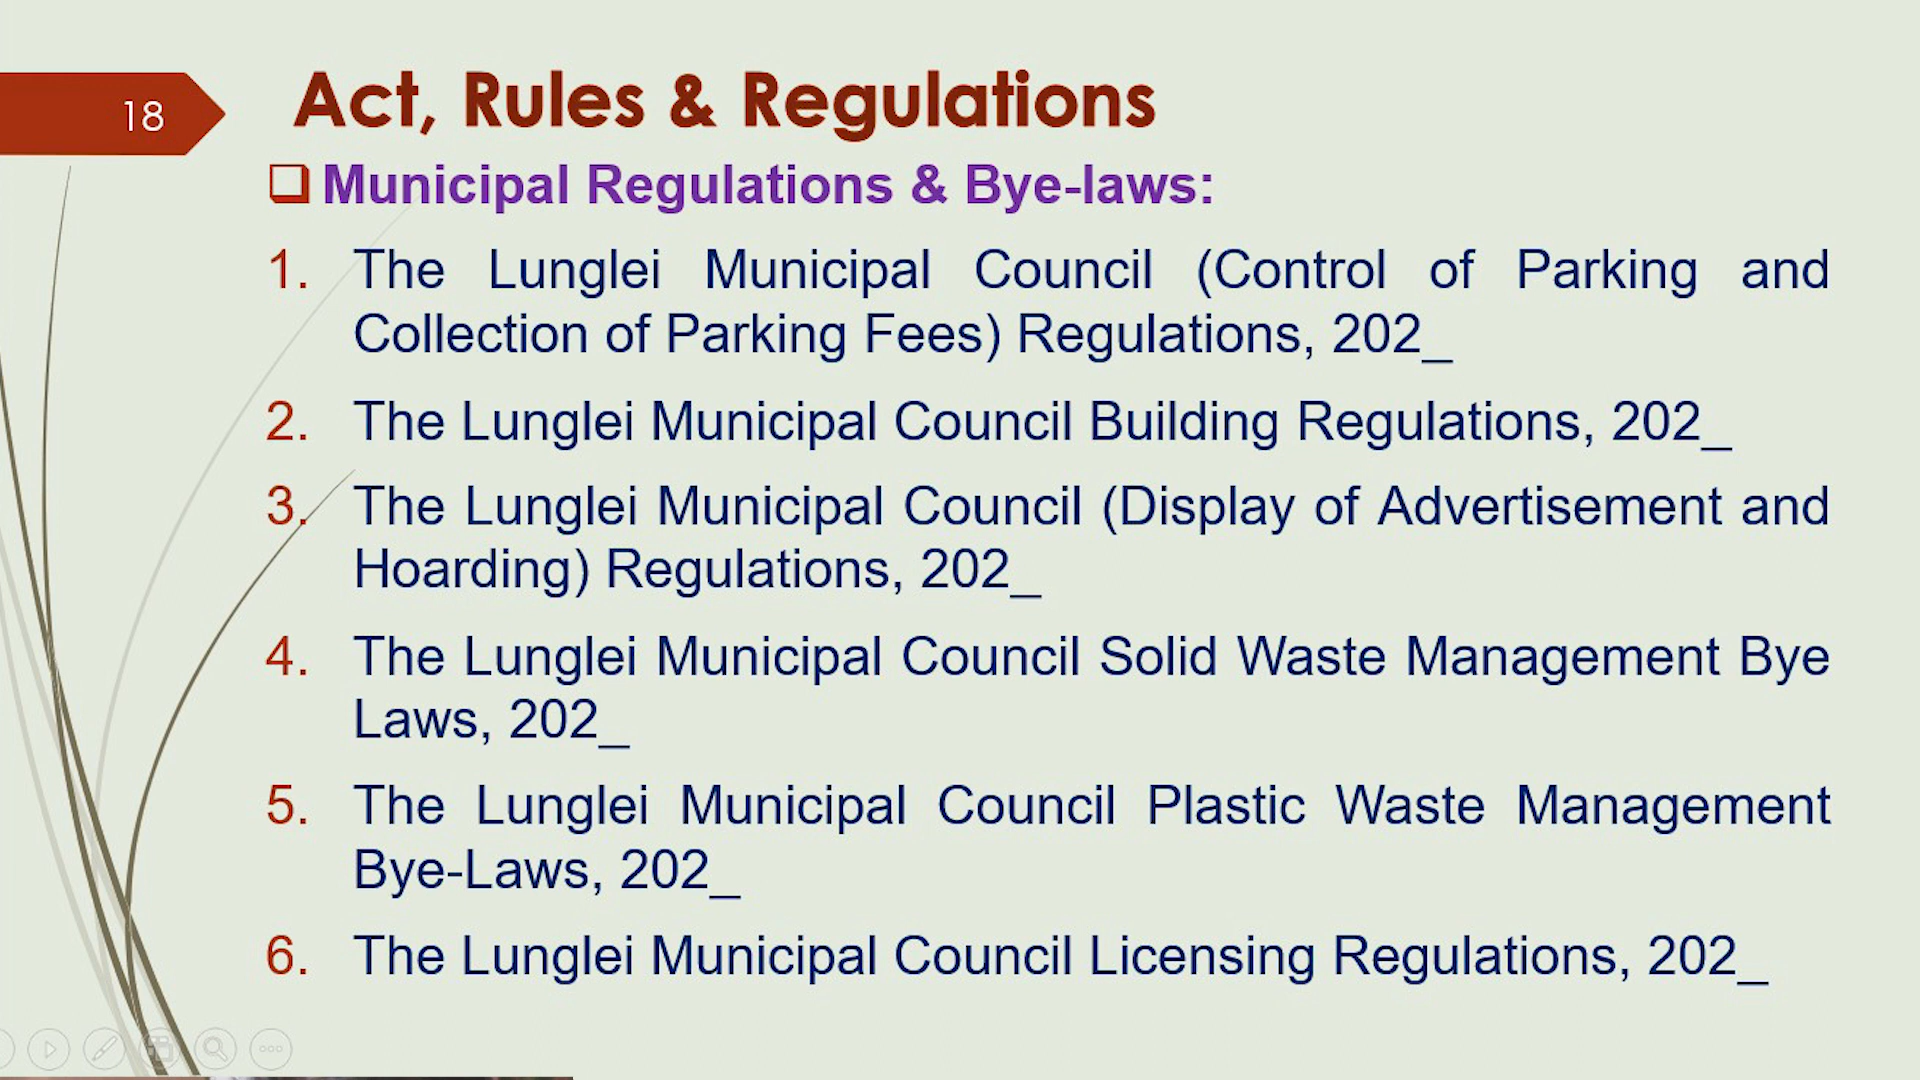 18
Act, Rules & Regulations
Municipal Regulations & Bye-laws:
1. The Lunglei Municipal Council (Control of Parking and
Collection of Parking Fees) Regulations, 202_
2. The Lunglei Municipal Council Building Regulations, 202_
3. The Lunglei Municipal Council (Display of Advertisement and
Hoarding) Regulations, 202_
4. The Lunglei Municipal Council Solid Waste Management Bye
Laws, 202_
5. The Lunglei Municipal Council Plastic Waste Management
Bye-Laws, 202_
6. The Lunglei Municipal Council Licensing Regulations, 202_